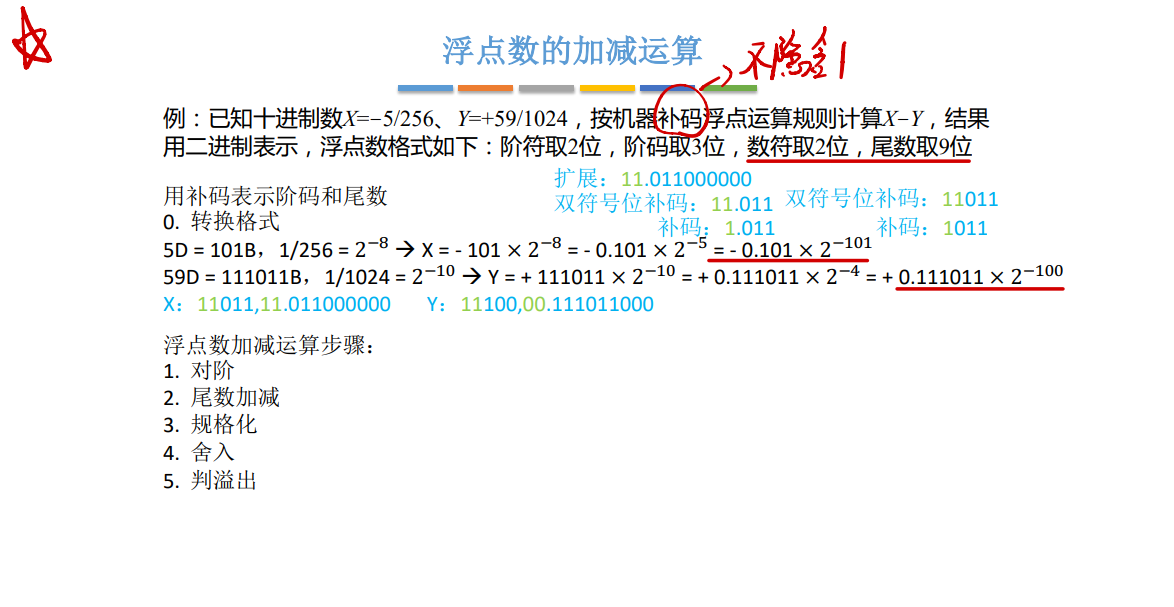 浮点数的加减运算
不隐含1
例：已知十进制数X=−5/256、Y=+59/1024，按机器补码浮点运算规则计算X−Y，结果
用二进制表示，浮点数格式如下：阶符取2位，阶码取3位，数符取2位，尾数取9位
扩展：11.011000000
用补码表示阶码和尾数
双符号位补码：11.011 双符号位补码：11011
0. 转换格式
补码：1.011 补码：1011
5D = 101B，1/256 = 2⁻⁸ → X = - 101 × 2⁻⁸ = - 0.101 × 2⁻⁵ = - 0.101 × 2⁻¹⁰¹
59D = 111011B，1/1024 = 2⁻¹⁰ → Y = + 111011 × 2⁻¹⁰ = + 0.111011 × 2⁻⁴ = + 0.111011 × 2⁻¹⁰⁰
X：11011,11.011000000 Y：11100,00.111011000
浮点数加减运算步骤：
1. 对阶
2. 尾数加减
3. 规格化
4. 舍入
5. 判溢出